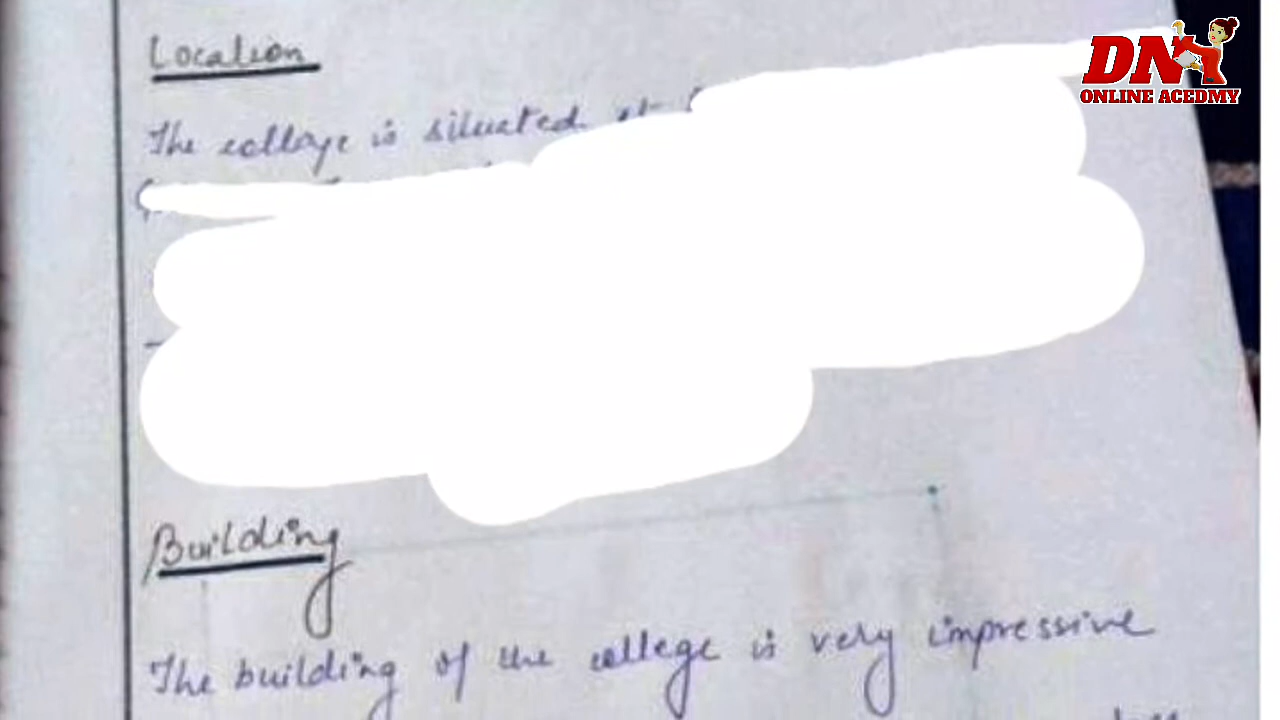 DN
ONLINE ACEDMY
Location
The college is situated at
Building
The building of the college is very impressive